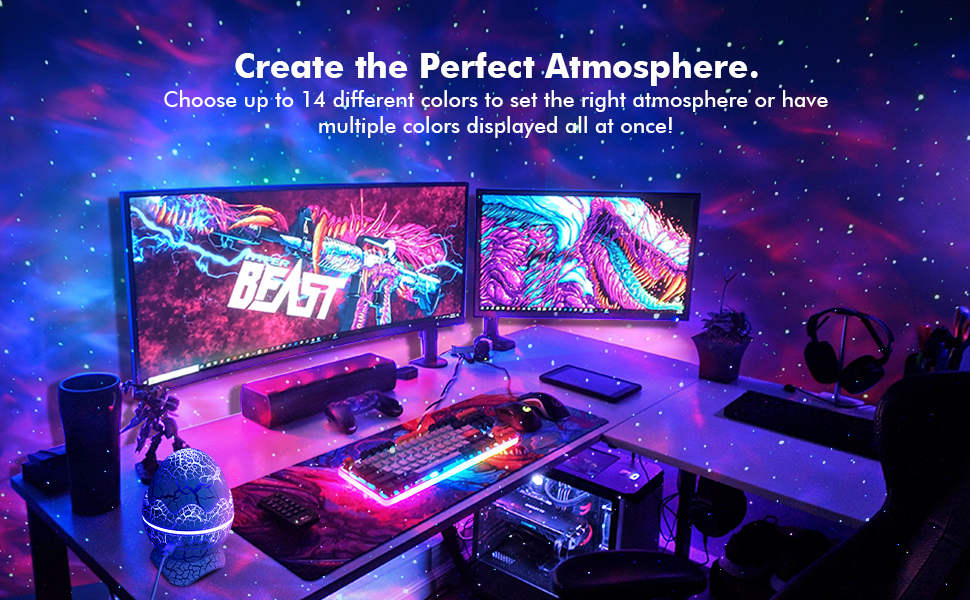 Create the Perfect Atmosphere.
Choose up to 14 different colors to set the right atmosphere or have
multiple colors displayed all at once!
BEAST